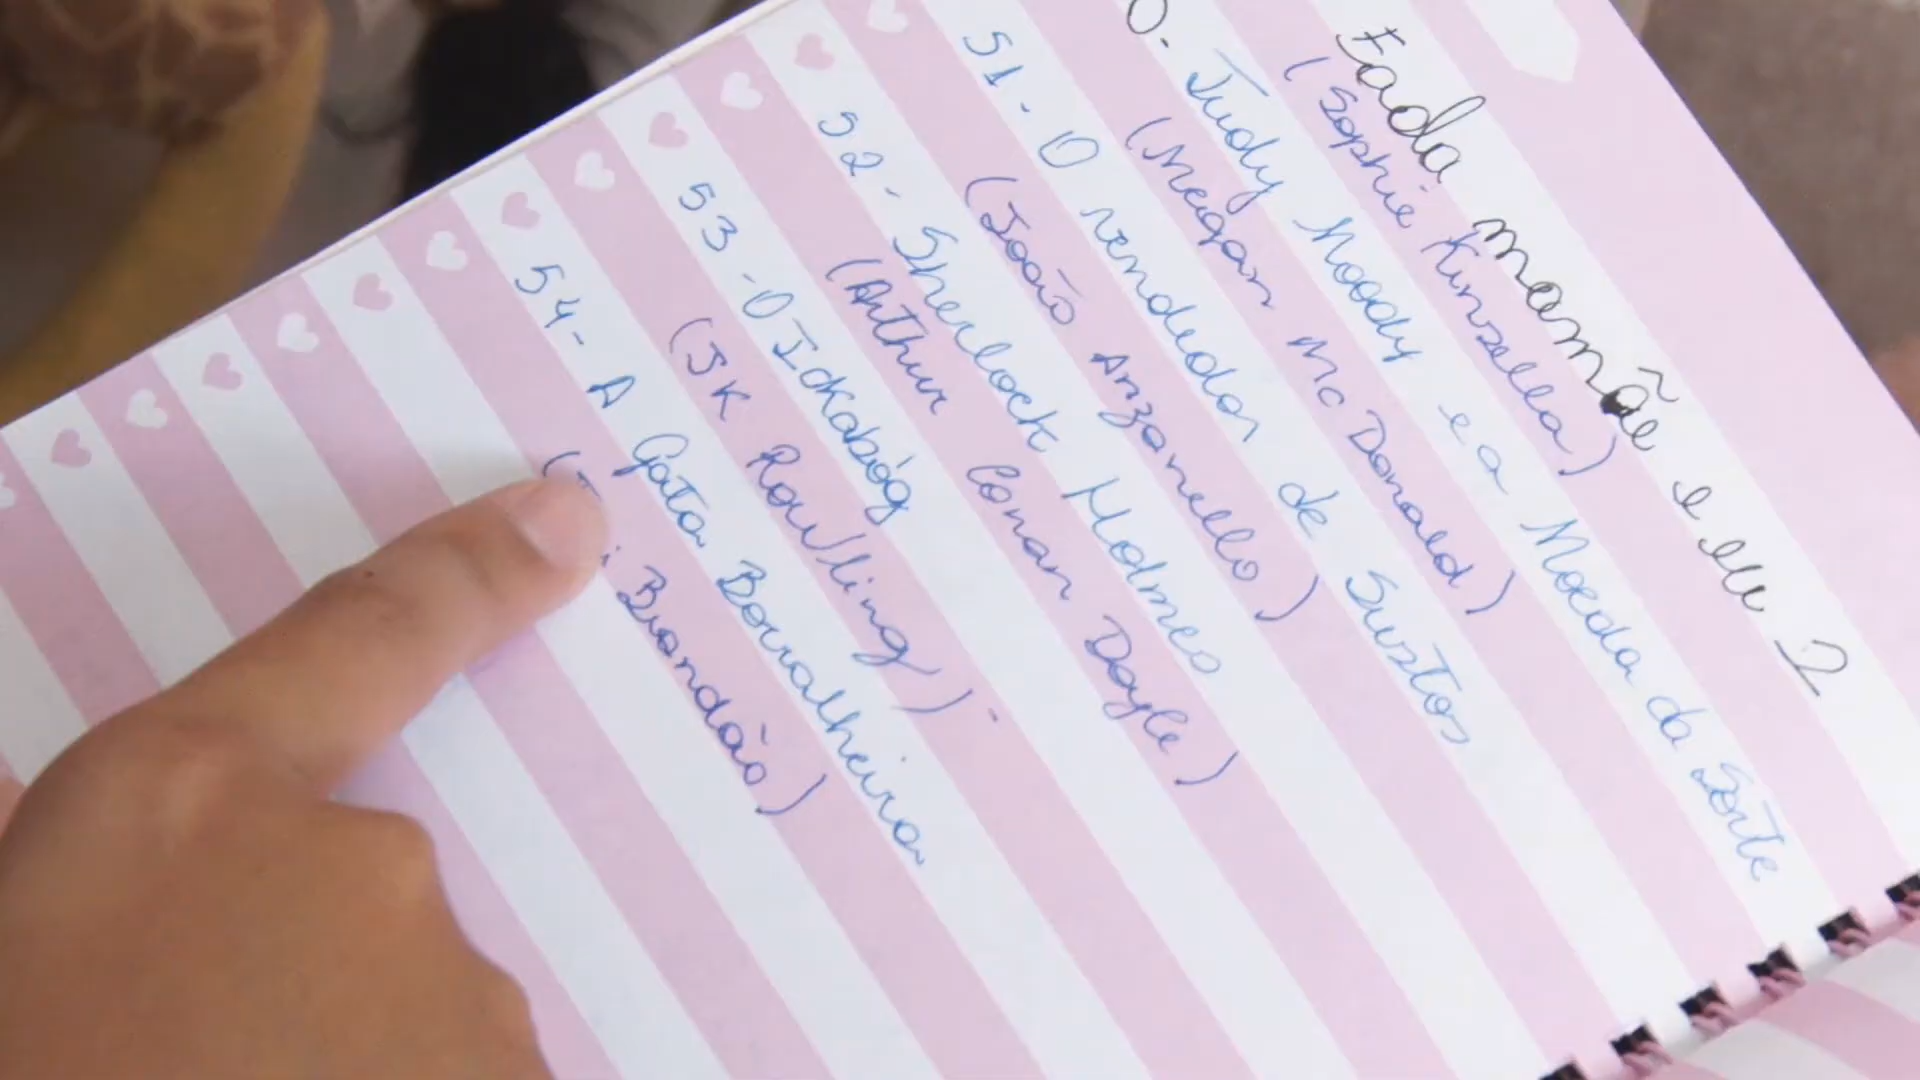 Fada mamãe e eu 2
(Sophie Kinsella)
0. Judy Moody e a Moeda da Sorte
(Megan Mc Donald)
51 - O vendedor de Sustos
(João Anzanello)
52 - Sherlock Holmes
(Arthur Conan Doyle)
53 - O Ickabóg
(JK Rowling)
54 - A Gata Borralheira
Brandão)